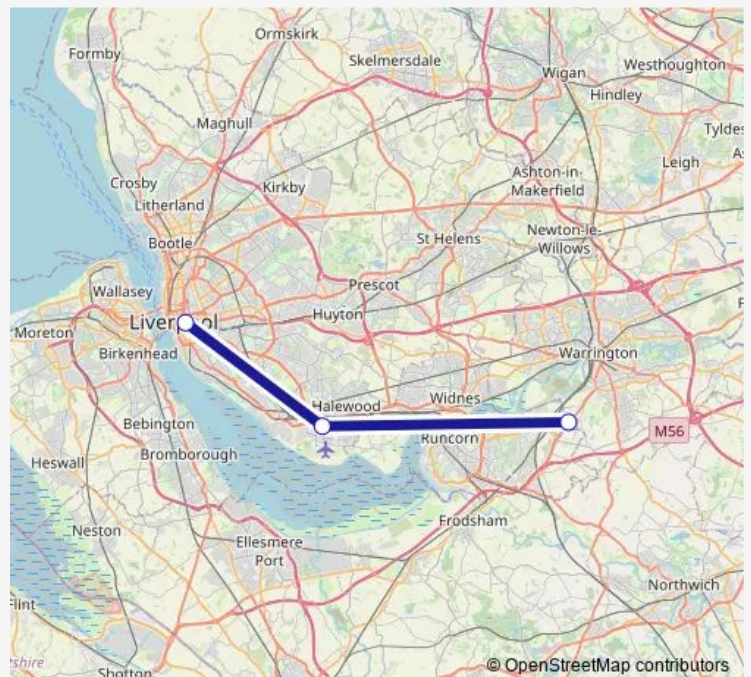 Ormskirk
Formby
Skelmersdale
Westhoughton
Wigan
Hindley
Maghull
Leigh
Ashton-in-
Makerfield
Crosby
Kirkby
Litherland
Newton-le-
Willows
St Helens
Bootle
Prescot
Wallasey
Huyton
Moreton
Birkenhead
Warrington
Widnes
Halewood
Bebington
Runcorn
M56
Bromborough
Heswall
Frodsham
Neston
Ellesmere
Port
Northwich
Shotton
© OpenStreetMap contributors